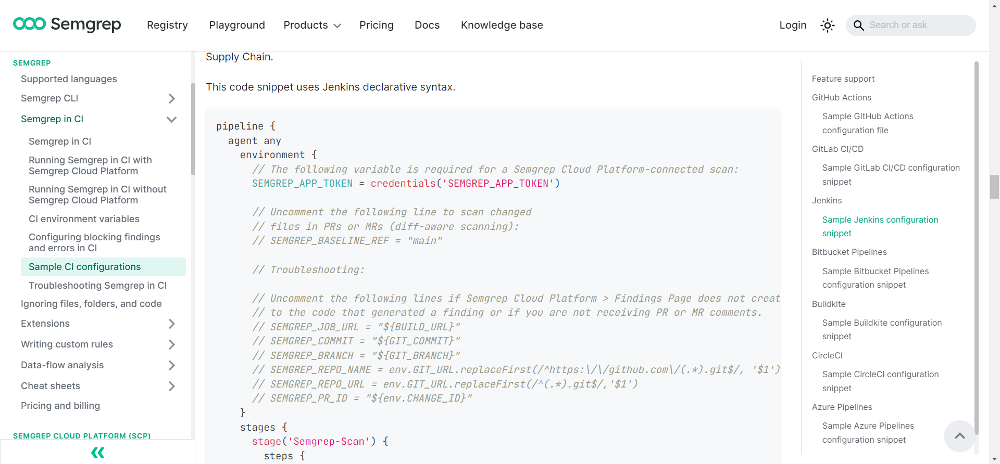 Semgrep
Registry
Playground
Products
Pricing
Docs
Knowledge base
Login
Search or ask
SEMGREP
Supported languages
Semgrep CLI
Semgrep in CI
Semgrep in CI
Running Semgrep in CI with
Semgrep Cloud Platform
Running Semgrep in CI without
Semgrep Cloud Platform
CI environment variables
Configuring blocking findings
and errors in CI
Sample CI configurations
Troubleshooting Semgrep in CI
Ignoring files, folders, and code
Extensions
Writing custom rules
Data-flow analysis
Cheat sheets
Pricing and billing
SEMGREP CLOUD PLATFORM (SCP)
Supply Chain.
This code snippet uses Jenkins declarative syntax.
pipeline {
agent any
environment {
// The following variable is required for a Semgrep Cloud Platform-connected scan:
SEMGREP_APP_TOKEN = credentials('SEMGREP_APP_TOKEN')
// Uncomment the following line to scan changed
// files in PRs or MRs (diff-aware scanning):
// SEMGREP_BASELINE_REF = "main"
// Troubleshooting:
// Uncomment the following lines if Semgrep Cloud Platform > Findings Page does not creat
// to the code that generated a finding or if you are not receiving PR or MR comments.
// SEMGREP_JOB_URL = "${BUILD_URL}"
// SEMGREP_COMMIT = "${GIT_COMMIT}"
// SEMGREP_BRANCH = "${GIT_BRANCH}"
// SEMGREP_REPO_NAME = env.GIT_URL.replaceFirst(/^https:\/\/github.com\/(.*).git$/, '$1')
// SEMGREP_REPO_URL = env.GIT_URL.replaceFirst(/^(.*).git$/,'$1')
// SEMGREP_PR_ID = "${env.CHANGE_ID}"
}
stages {
stage('Semgrep-Scan') {
steps {
Feature support
GitHub Actions
Sample GitHub Actions
configuration file
GitLab CI/CD
Sample GitLab CI/CD configuration
snippet
Jenkins
Sample Jenkins configuration
snippet
Bitbucket Pipelines
Sample Bitbucket Pipelines
configuration snippet
Buildkite
Sample Buildkite configuration
snippet
CircleCI
Sample CircleCI configuration
snippet
Azure Pipelines
Sample Azure Pipelines
configuration snippet